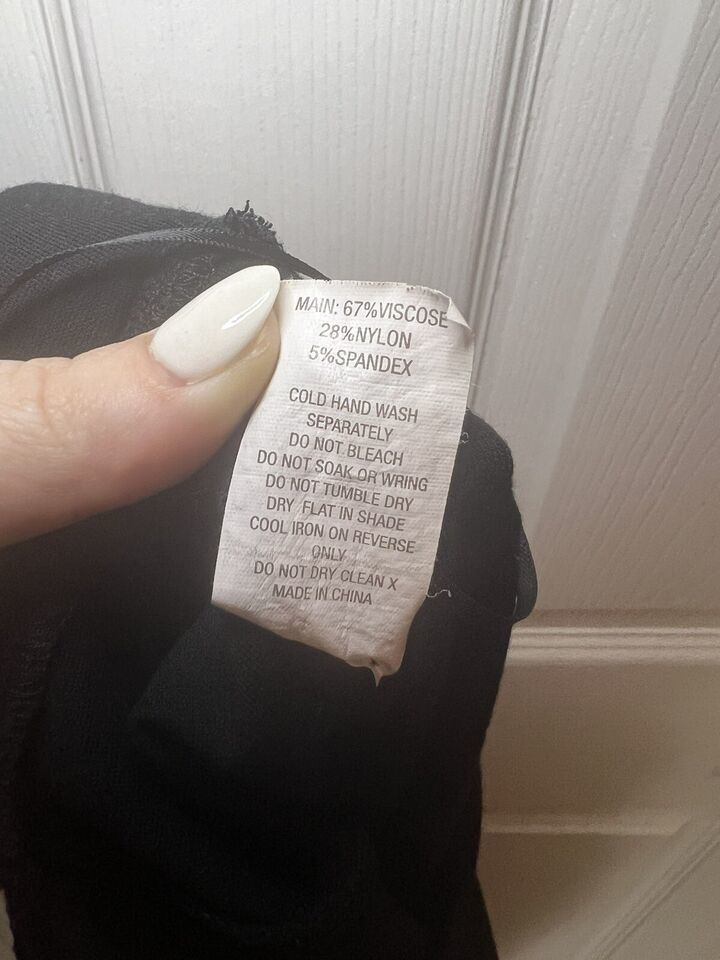 MAIN: 67%VISCOSE
28%NYLON
5%SPANDEX
COLD HAND WASH
SEPARATELY
DO NOT BLEACH
DO NOT SOAK OR WRING
DO NOT TUMBLE DRY
DRY FLAT IN SHADE
COOL IRON ON REVERSE
ONLY
DO NOT DRY CLEAN X
MADE IN CHINA